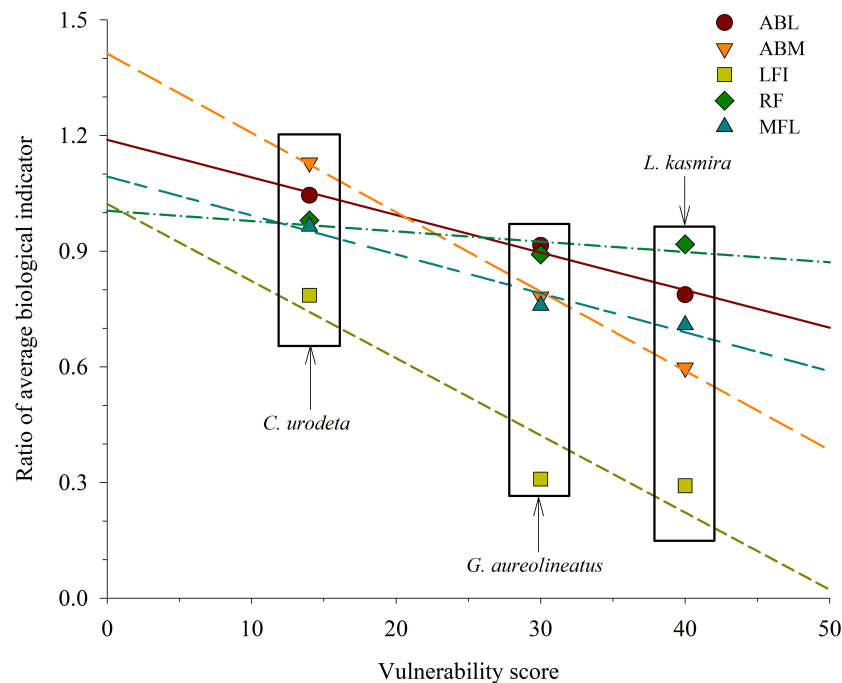 1.5
1.2
0.9
0.6
0.3
0.0
Ratio of average biological indicator
ABL
ABM
LFI
RF
MFL
L. kasmira
C. urodeta
G. aureolineatus
0
10
20
30
40
50
Vulnerability score